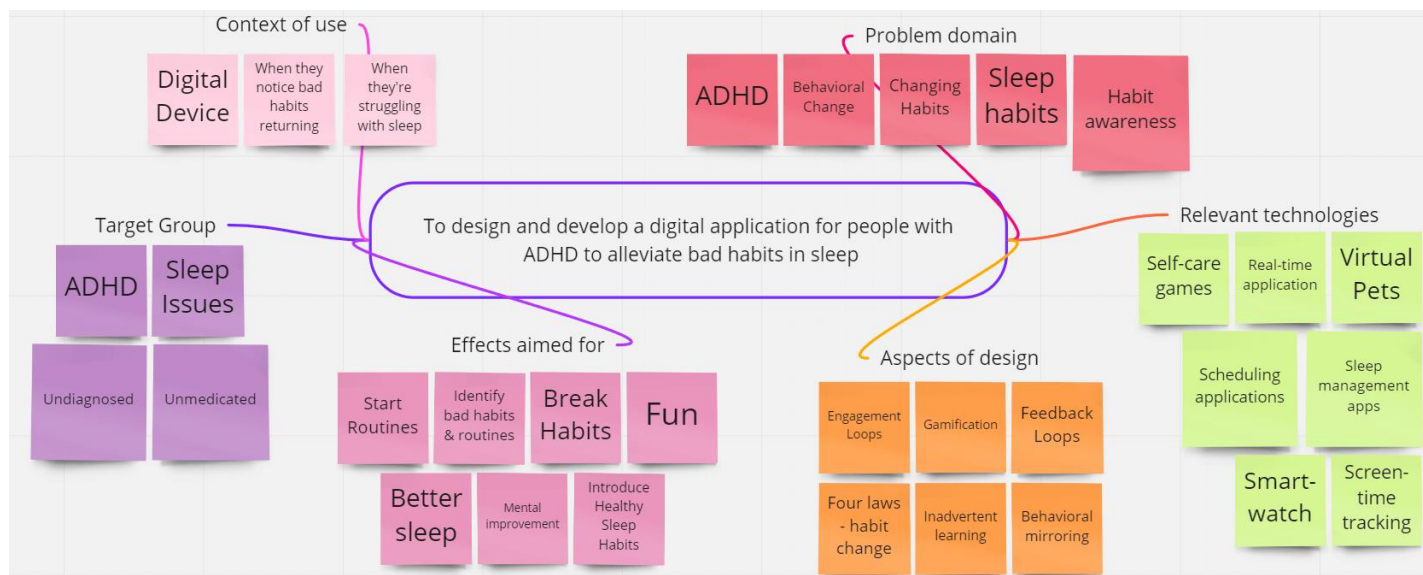 Context of use
Digital
Device
When they
notice bad
habits
returning
When
they're
struggling
with sleep
Problem domain
ADHD
Behavioral
Change
Changing
Habits
Sleep
habits
Habit
awareness
To design and develop a digital application for people with
ADHD to alleviate bad habits in sleep
Target Group
ADHD
Sleep
Issues
Undiagnosed
Unmedicated
Effects aimed for
Start
Routines
Identify
bad habits
& routines
Break
Habits
Fun
Better
sleep
Mental
improvement
Introduce
Healthy
Sleep
Habits
Aspects of design
Engagement
Loops
Gamification
Feedback
Loops
Four laws
- habit
change
Inadvertent
learning
Behavioral
mirroring
Relevant technologies
Self-care
games
Real-time
application
Virtual
Pets
Scheduling
applications
Sleep
management
apps
Smart-
watch
Screen-
time
tracking